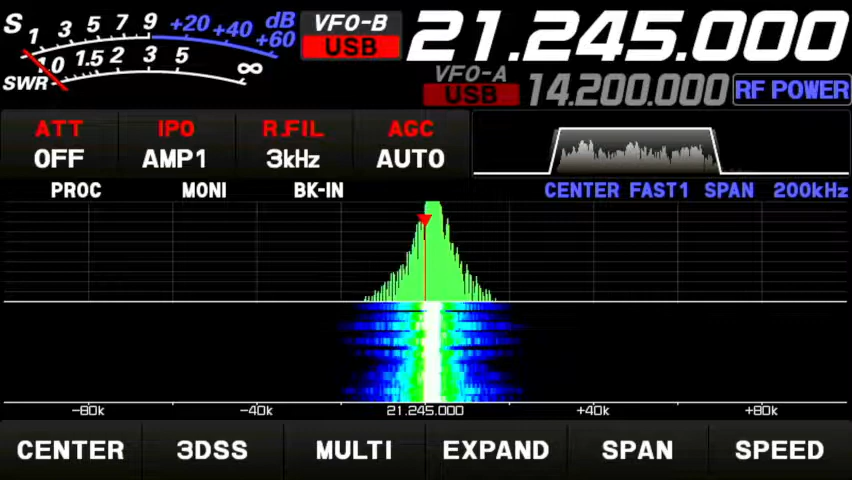 S 1 3 5 7 9 +20 +40 +60 dB
SWR 1.0 1.5 2 3 5 ∞
VFO-B
USB
21.245.000
VFO-A
USB
14.200.000
RF POWER
ATT IPO R.FIL AGC
OFF AMP1 3kHz AUTO
PROC MONI BK-IN
CENTER FAST1 SPAN 200kHz
-80k -40k 21.245.000 +40k +80k
CENTER 3DSS MULTI EXPAND SPAN SPEED